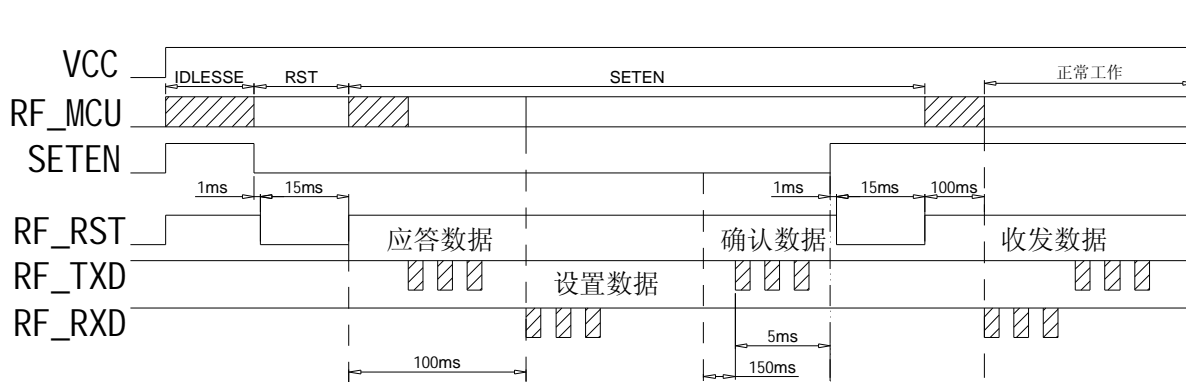 VCC
IDLESSE RST SETEN 正常工作
RF_MCU
SETEN
1ms 15ms 1ms 15ms 100ms
RF_RST
应答数据 确认数据 收发数据
RF_TXD
设置数据
RF_RXD
5ms
100ms 150ms